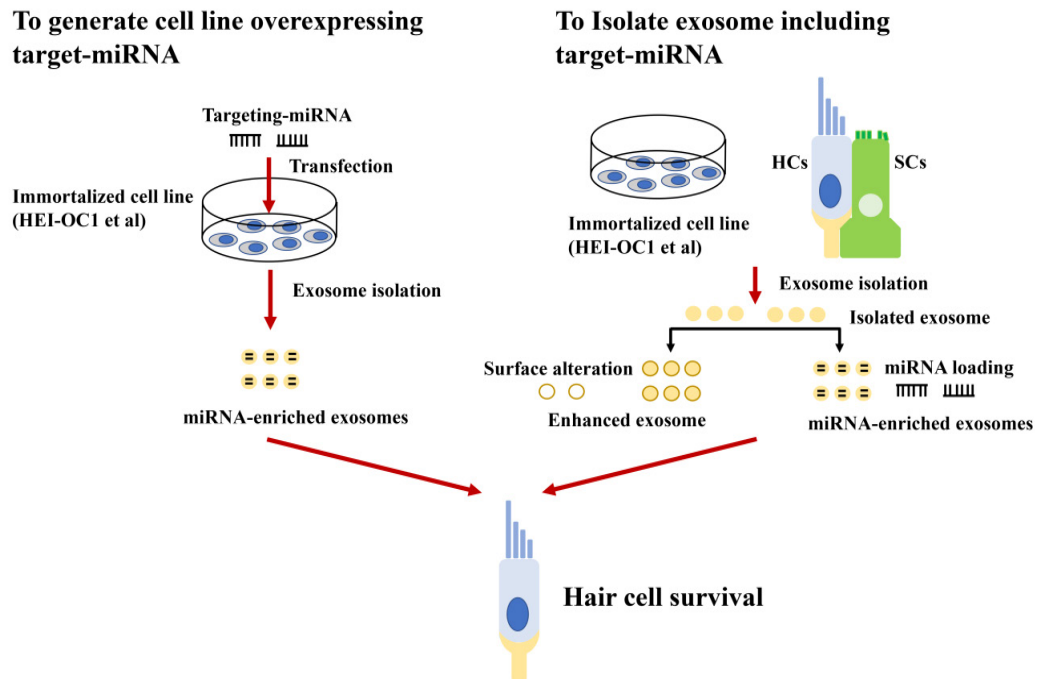 To generate cell line overexpressing
target-miRNA
Targeting-miRNA
Transfection
Immortalized cell line
(HEI-OC1 et al)
Exosome isolation
miRNA-enriched exosomes
To Isolate exosome including
target-miRNA
HCs
SCs
Immortalized cell line
(HEI-OC1 et al)
Exosome isolation
Isolated exosome
Surface alteration
Enhanced exosome
miRNA loading
miRNA-enriched exosomes
Hair cell survival